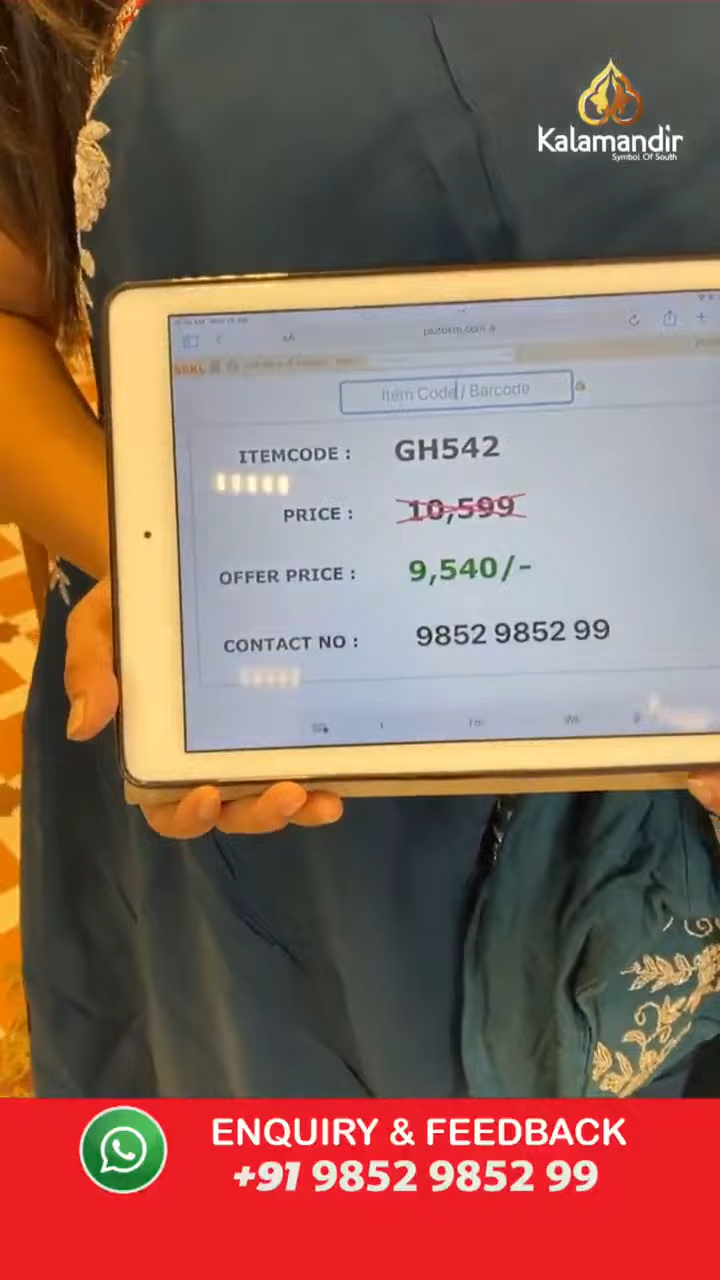 Kalamandir
Symbol Of South
Item Code / Barcode
ITEMCODE : GH542
PRICE : 10,599
OFFER PRICE : 9,540/-
CONTACT NO : 9852 9852 99
ENQUIRY & FEEDBACK
+91 9852 9852 99